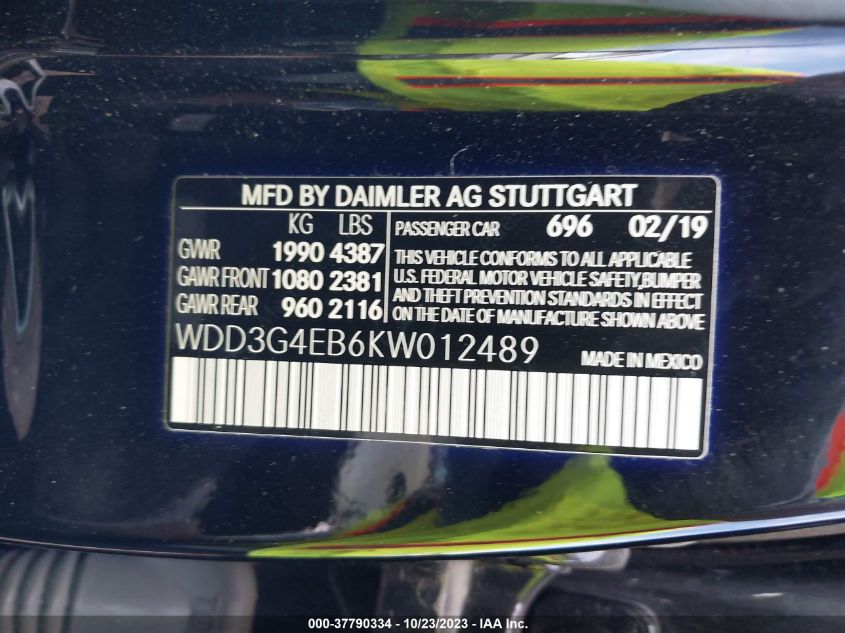 MFD BY DAIMLER AG STUTTGART
KG LBS
GVWR 1990 4387
GAWR FRONT 1080 2381
GAWR REAR 960 2116
PASSENGER CAR 696 02/19
THIS VEHICLE CONFORMS TO ALL APPLICABLE
U.S. FEDERAL MOTOR VEHICLE SAFETY,BUMPER
AND THEFT PREVENTION STANDARDS IN EFFECT
ON THE DATE OF MANUFACTURE SHOWN ABOVE
WDD3G4EB6KW012489
MADE IN MEXICO
000-37790334 - 10/23/2023 - IAA Inc.